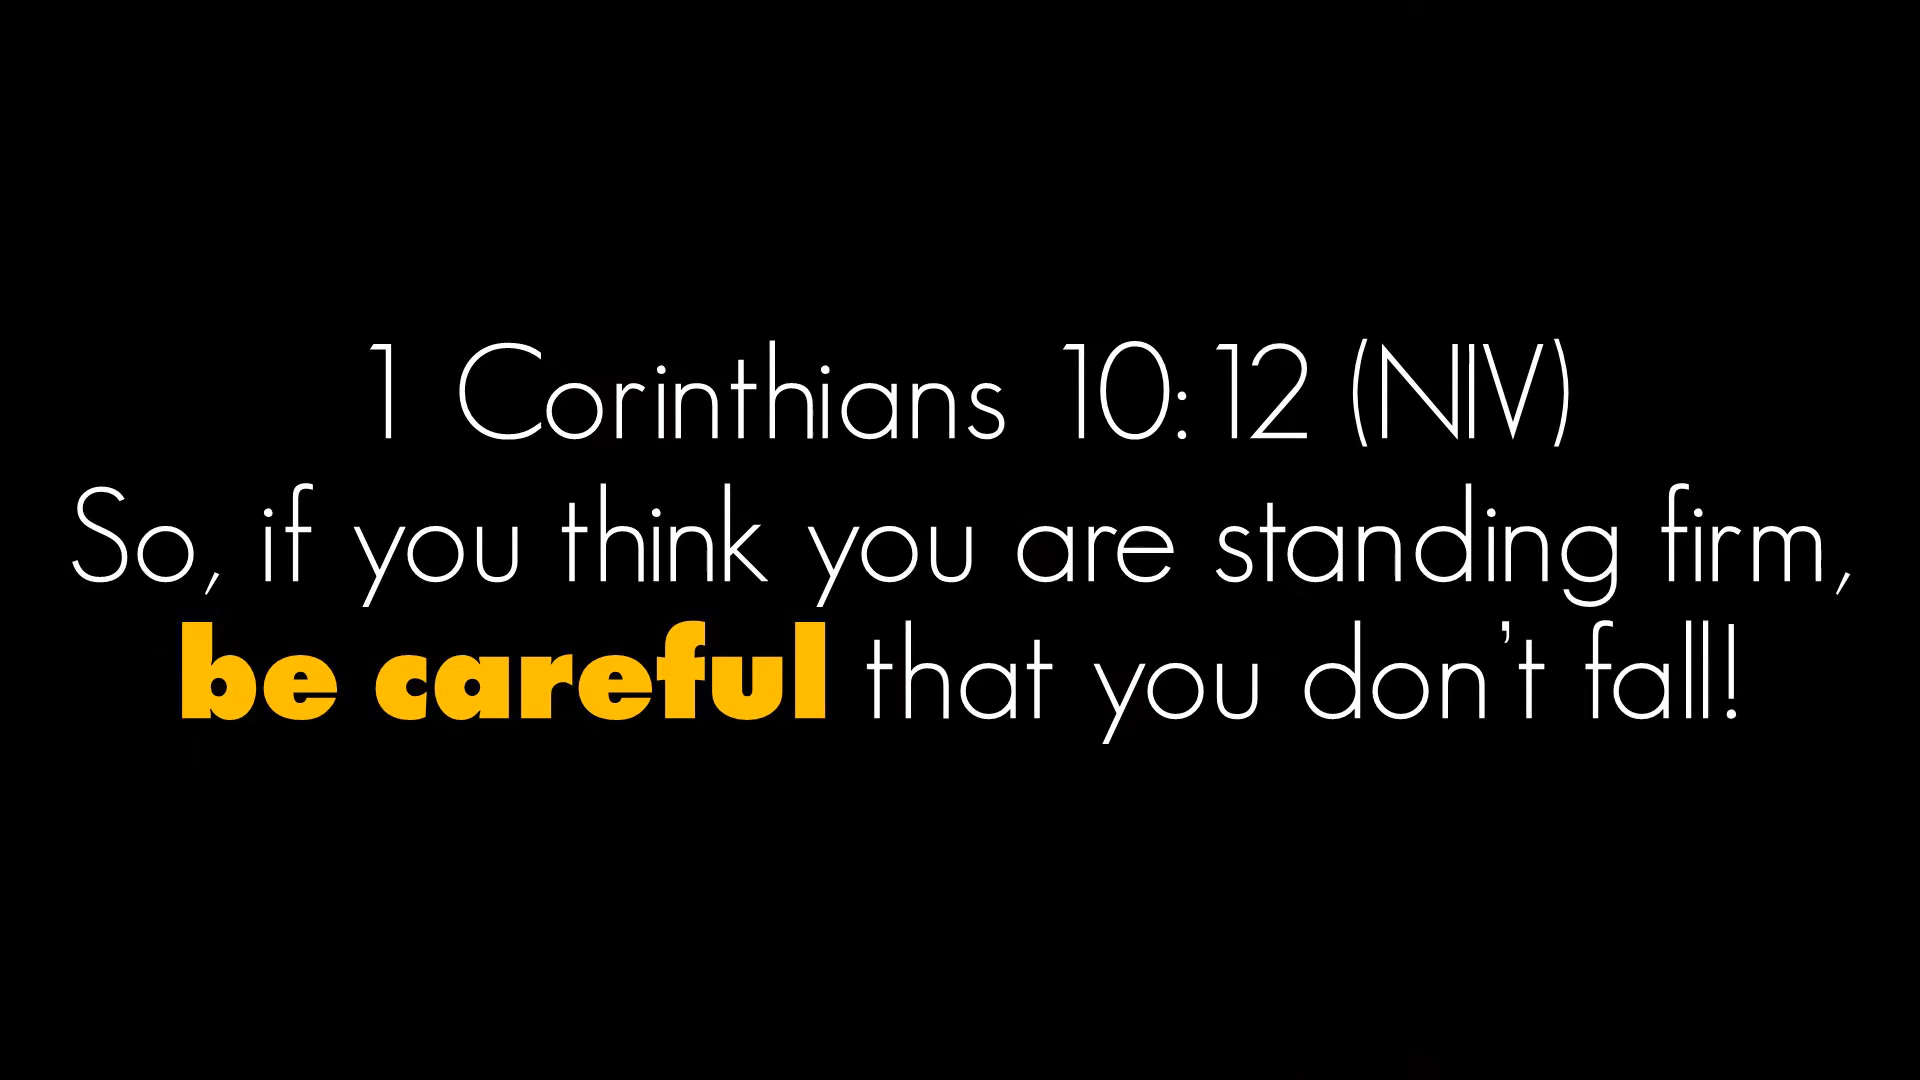 1 Corinthians 10:12 (NIV)
So, if you think you are standing firm,
be careful that you don’t fall!